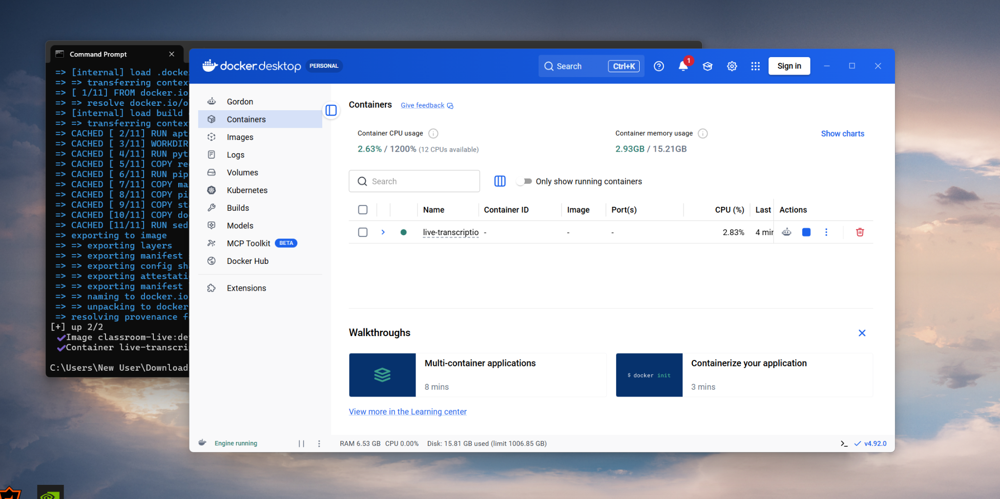 Command Prompt
=> [internal] load .docke
=> => transferring contex
=> [ 1/11] FROM docker.io
=> => resolve docker.io/o
=> [internal] load build
=> => transferring contex
=> CACHED [ 2/11] RUN apt
=> CACHED [ 3/11] WORKDIR
=> CACHED [ 4/11] RUN pyt
=> CACHED [ 5/11] COPY re
=> CACHED [ 6/11] RUN pip
=> CACHED [ 7/11] COPY ma
=> CACHED [ 8/11] COPY pi
=> CACHED [ 9/11] COPY st
=> CACHED [10/11] COPY do
=> CACHED [11/11] RUN sed
=> exporting to image
=> => exporting layers
=> => exporting manifest
=> => exporting config sh
=> => exporting attestati
=> => exporting manifest
=> => naming to docker.io
=> => unpacking to docker
=> resolving provenance f
[+] up 2/2
✔Image classroom-live:de
✔Container live-transcri
C:\Users\New User\Download
docker.desktop PERSONAL
Search Ctrl+K
1
Sign in
Gordon
Containers
Images
Logs
Volumes
Kubernetes
Builds
Models
MCP Toolkit BETA
Docker Hub
Extensions
Containers Give feedback
Container CPU usage
2.63% / 1200% (12 CPUs available)
Container memory usage
2.93GB / 15.21GB
Show charts
Search
Only show running containers
Name Container ID Image Port(s) CPU (%) Last Actions
live-transcriptio - - - 2.83% 4 mir
Walkthroughs
Multi-container applications
8 mins
$ docker init
Containerize your application
3 mins
View more in the Learning center
Engine running
RAM 6.53 GB CPU 0.00% Disk: 15.81 GB used (limit 1006.85 GB)
v4.92.0